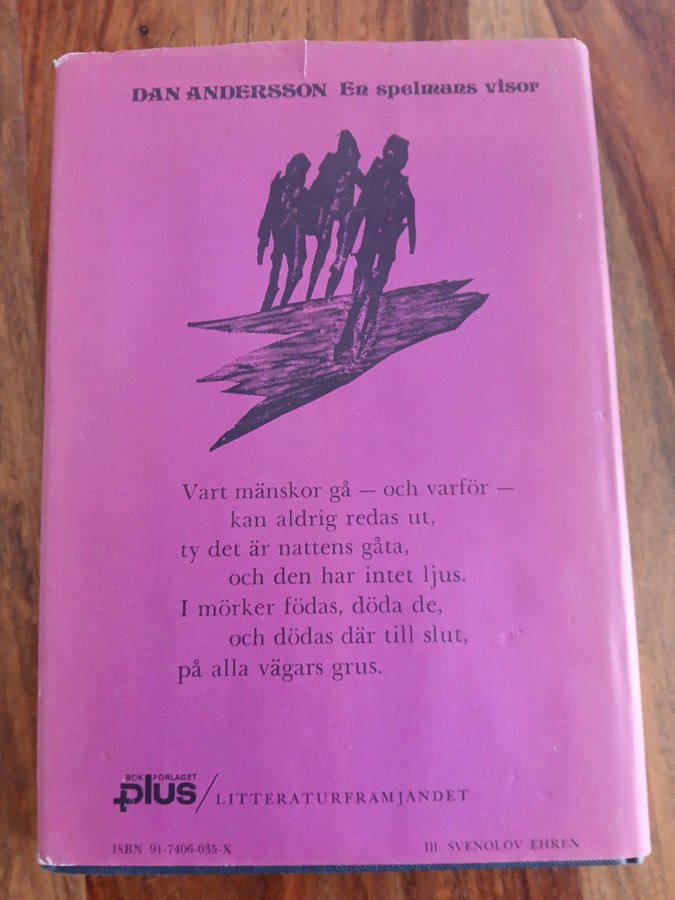 DAN ANDERSSON En spelmans visor
Vart mänskor gå — och varför —
kan aldrig redas ut,
ty det är nattens gåta,
och den har intet ljus.
I mörker födas, döda de,
och dödas där till slut,
på alla vägars grus.
BOK FÖRLAGET
plus / LITTERATURFRÄMJANDET
ISBN 91-7406-035-X
Ill. SVENOLOV EHRÉN